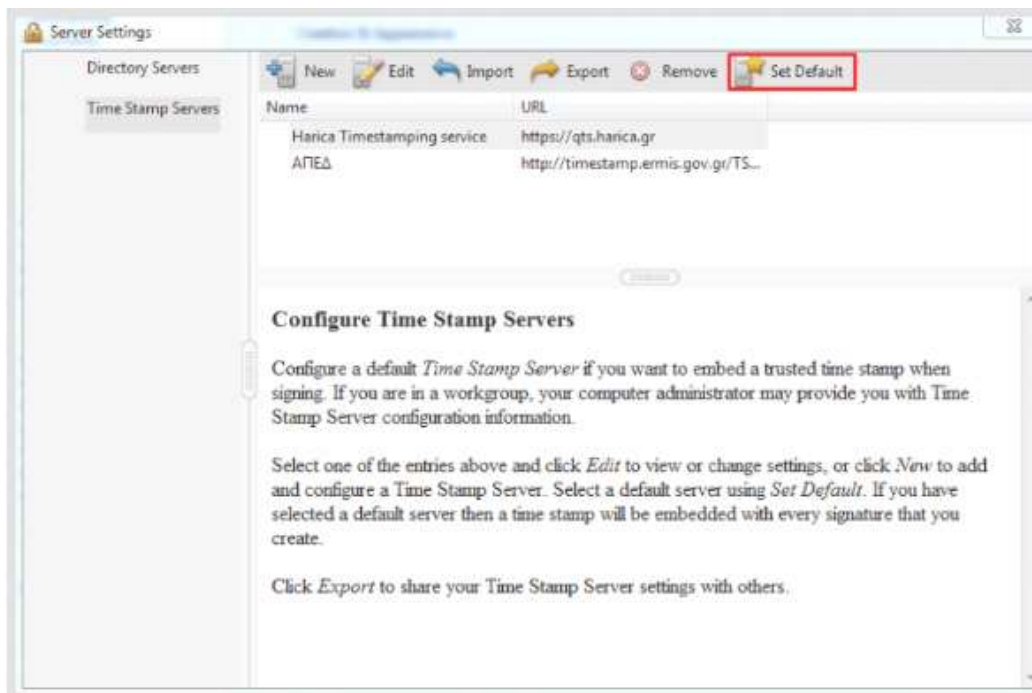 Server Settings
Directory Servers
Time Stamp Servers
New Edit Import Export Remove Set Default
Name URL
Harica Timestamping service https://qts.harica.gr
ΑΠΕΔ http://timestamp.ermis.gov.gr/TS...
Configure Time Stamp Servers
Configure a default Time Stamp Server if you want to embed a trusted time stamp when
signing. If you are in a workgroup, your computer administrator may provide you with Time
Stamp Server configuration information.
Select one of the entries above and click Edit to view or change settings, or click New to add
and configure a Time Stamp Server. Select a default server using Set Default. If you have
selected a default server then a time stamp will be embedded with every signature that you
create.
Click Export to share your Time Stamp Server settings with others.